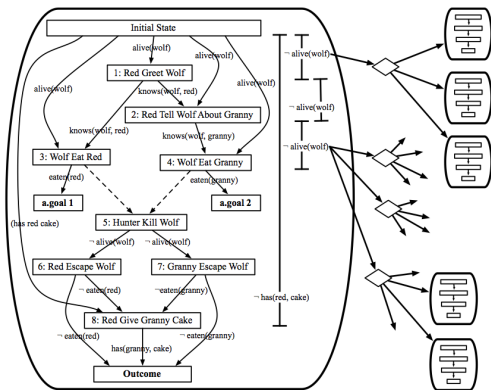 Initial State
alive(wolf)
alive(wolf)
¬ alive(wolf)
1: Red Greet Wolf
alive(wolf)
alive(wolf)
knows(wolf, red)
¬ alive(wolf)
2: Red Tell Wolf About Granny
knows(wolf, red)
knows(wolf, granny)
¬ alive(wolf)
3: Wolf Eat Red
4: Wolf Eat Granny
eaten(red)
eaten(granny)
a.goal 1
a.goal 2
(has red cake)
5: Hunter Kill Wolf
¬ alive(wolf)
¬ alive(wolf)
6: Red Escape Wolf
7: Granny Escape Wolf
¬ has(red, cake)
¬ eaten(red)
¬ eaten(granny)
8: Red Give Granny Cake
¬ eaten(red)
¬ eaten(granny)
has(granny, cake)
Outcome